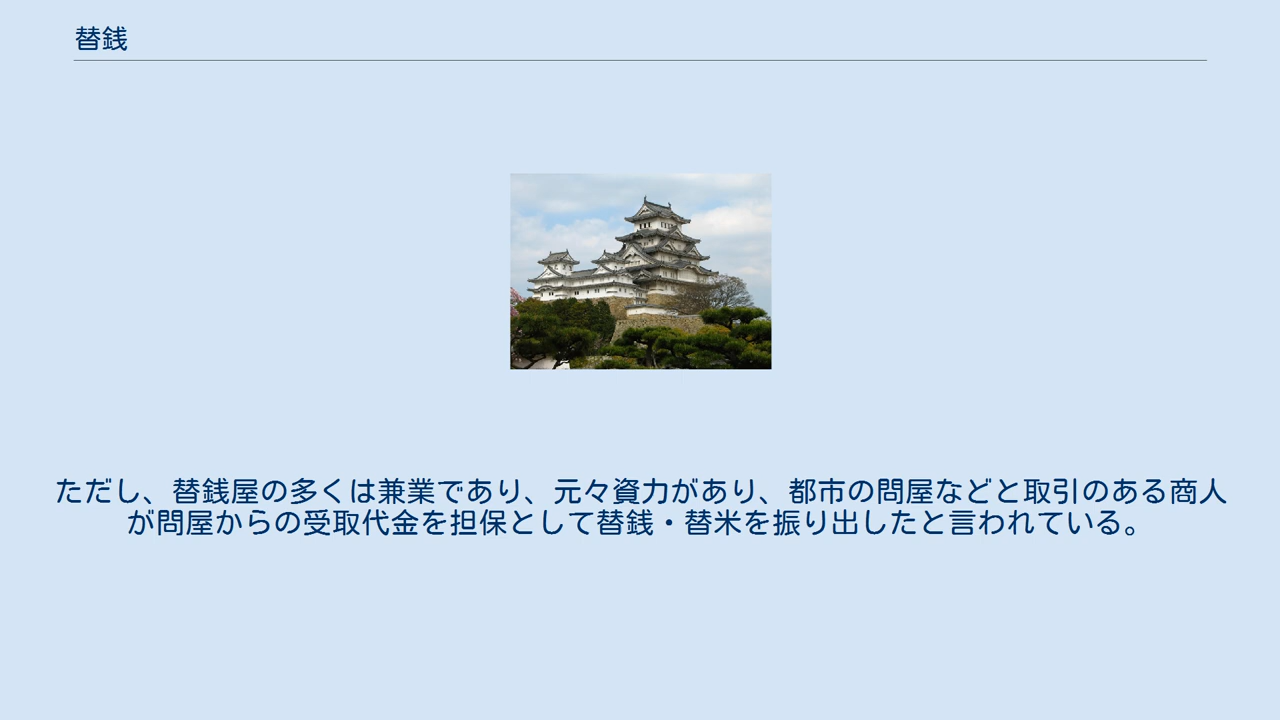 替銭
ただし、替銭屋の多くは兼業であり、元々資力があり、都市の問屋などと取引のある商人
が問屋からの受取代金を担保として替銭・替米を振り出したと言われている。